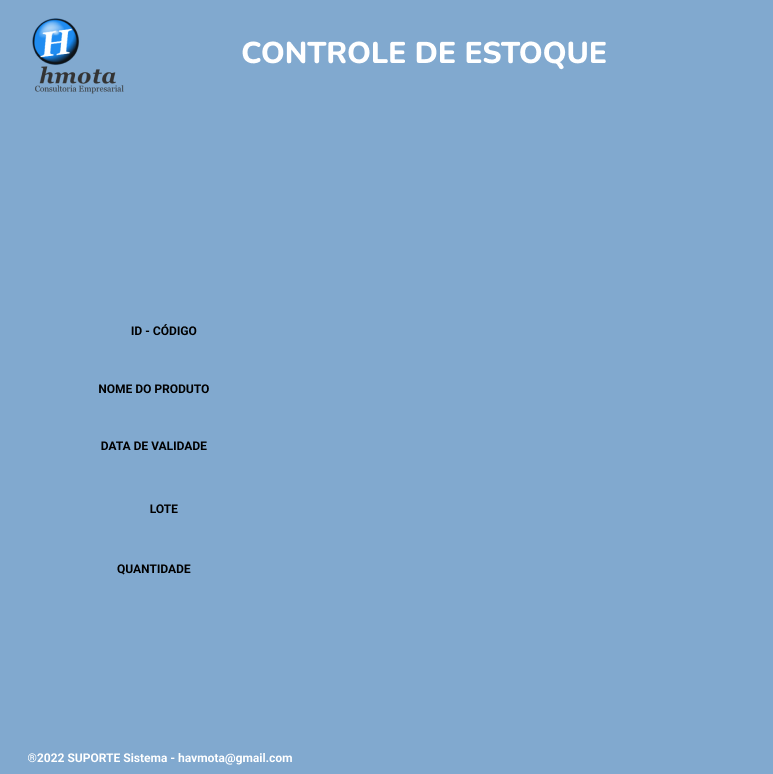 H
hmota
Consultoria Empresarial
CONTROLE DE ESTOQUE
ID - CÓDIGO
NOME DO PRODUTO
DATA DE VALIDADE
LOTE
QUANTIDADE
®2022 SUPORTE Sistema - havmota@gmail.com